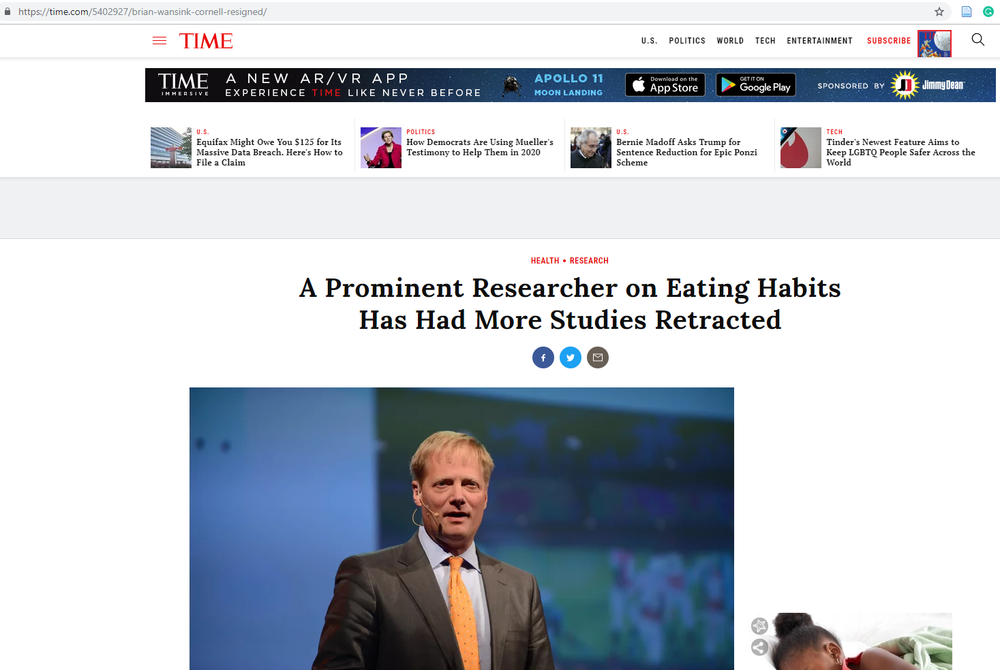 https://time.com/5402927/brian-wansink-cornell-resigned/
TIME
U.S. POLITICS WORLD TECH ENTERTAINMENT SUBSCRIBE
TIME IMMERSIVE
A NEW AR/VR APP
EXPERIENCE TIME LIKE NEVER BEFORE
APOLLO 11
MOON LANDING
Download on the
App Store
GET IT ON
Google Play
SPONSORED BY
JD Jimmy Dean
U.S.
Equifax Might Owe You $125 for Its
Massive Data Breach. Here's How to
File a Claim
POLITICS
How Democrats Are Using Mueller's
Testimony to Help Them in 2020
U.S.
Bernie Madoff Asks Trump for
Sentence Reduction for Epic Ponzi
Scheme
TECH
Tinder's Newest Feature Aims to
Keep LGBTQ People Safer Across the
World
HEALTH • RESEARCH
A Prominent Researcher on Eating Habits
Has Had More Studies Retracted